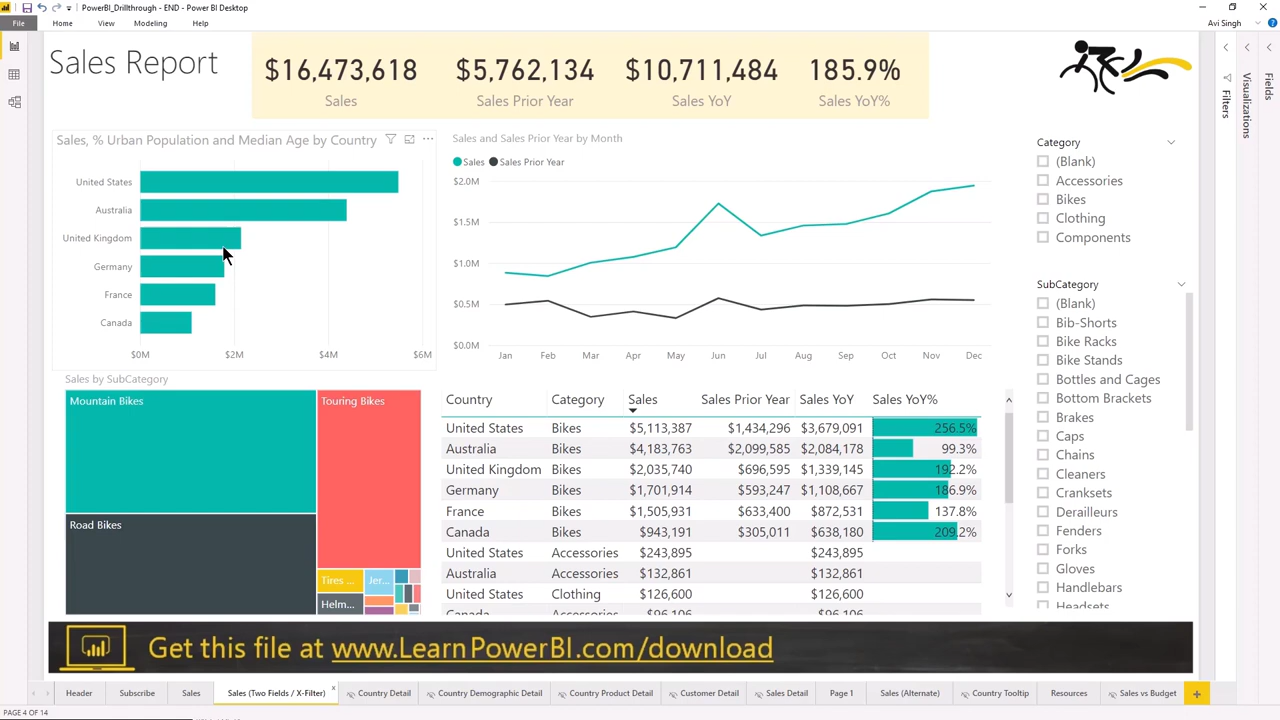 PowerBI_Drillthrough - END - Power BI Desktop
Avi Singh
File Home View Modeling Help
Sales Report
$16,473,618 $5,762,134 $10,711,484 185.9%
Sales Sales Prior Year Sales YoY Sales YoY%
Filters
Visualizations
Fields
Sales, % Urban Population and Median Age by Country
United States
Australia
United Kingdom
Germany
France
Canada
$0M $2M $4M $6M
Sales and Sales Prior Year by Month
Sales Sales Prior Year
$2.0M
$1.5M
$1.0M
$0.5M
$0.0M
Jan Feb Mar Apr May Jun Jul Aug Sep Oct Nov Dec
Category
(Blank)
Accessories
Bikes
Clothing
Components
SubCategory
(Blank)
Bib-Shorts
Bike Racks
Bike Stands
Bottles and Cages
Bottom Brackets
Brakes
Caps
Chains
Cleaners
Cranksets
Derailleurs
Fenders
Forks
Gloves
Handlebars
Headsets
Sales by SubCategory
Mountain Bikes
Touring Bikes
Road Bikes
Tires ...
Jer...
Helm...
Country Category Sales Sales Prior Year Sales YoY Sales YoY%
United States Bikes $5,113,387 $1,434,296 $3,679,091 256.5%
Australia Bikes $4,183,763 $2,099,585 $2,084,178 99.3%
United Kingdom Bikes $2,035,740 $696,595 $1,339,145 192.2%
Germany Bikes $1,701,914 $593,247 $1,108,667 186.9%
France Bikes $1,505,931 $633,400 $872,531 137.8%
Canada Bikes $943,191 $305,011 $638,180 209.2%
United States Accessories $243,895 $243,895
Australia Accessories $132,861 $132,861
United States Clothing $126,600 $126,600
Canada Accessories $96,106 $96,106
Get this file at www.LearnPowerBI.com/download
Header Subscribe Sales Sales (Two Fields / X-Filter) Country Detail Country Demographic Detail Country Product Detail Customer Detail Sales Detail Page 1 Sales (Alternate) Country Tooltip Resources Sales vs Budget
PAGE 4 OF 14